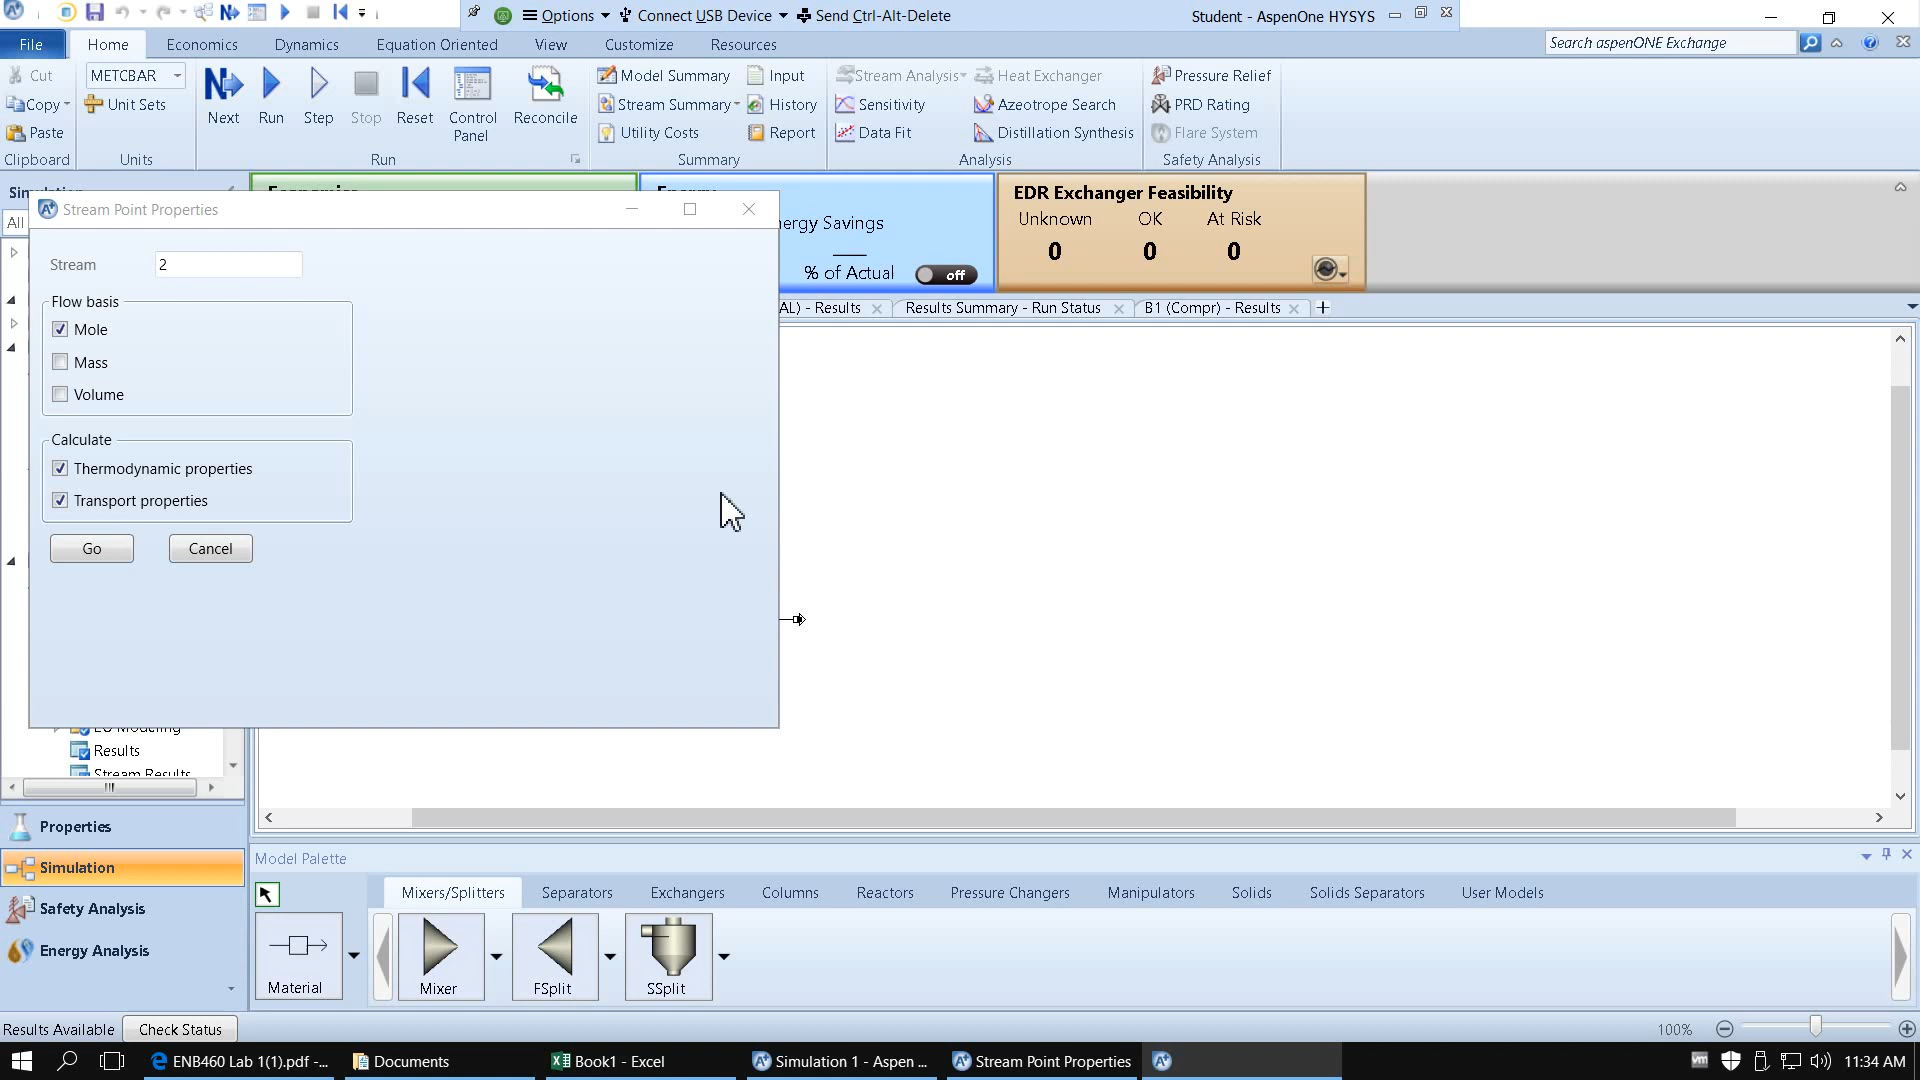 Options
Connect USB Device
Send Ctrl-Alt-Delete
Student - AspenOne HYSYS
File
Home
Economics
Dynamics
Equation Oriented
View
Customize
Resources
Search aspenONE Exchange
Cut
METCBAR
Copy
Unit Sets
Paste
Next
Run
Step
Stop
Reset
Control Panel
Reconcile
Model Summary
Input
Stream Summary
History
Utility Costs
Report
Stream Analysis
Heat Exchanger
Sensitivity
Azeotrope Search
Data Fit
Distillation Synthesis
Pressure Relief
PRD Rating
Flare System
Clipboard
Units
Run
Summary
Analysis
Safety Analysis
All
Stream Point Properties
Stream
2
Flow basis
Mole
Mass
Volume
Calculate
Thermodynamic properties
Transport properties
Go
Cancel
ergy Savings
% of Actual
off
EDR Exchanger Feasibility
Unknown OK At Risk
0 0 0
AL) - Results
Results Summary - Run Status
B1 (Compr) - Results
EO Modeling
Results
Stream Results
Properties
Simulation
Safety Analysis
Energy Analysis
Model Palette
Mixers/Splitters
Separators
Exchangers
Columns
Reactors
Pressure Changers
Manipulators
Solids
Solids Separators
User Models
Material
Mixer
FSplit
SSplit
Results Available
Check Status
100%
ENB460 Lab 1(1).pdf -...
Documents
Book1 - Excel
Simulation 1 - Aspen ...
Stream Point Properties
vm
11:34 AM